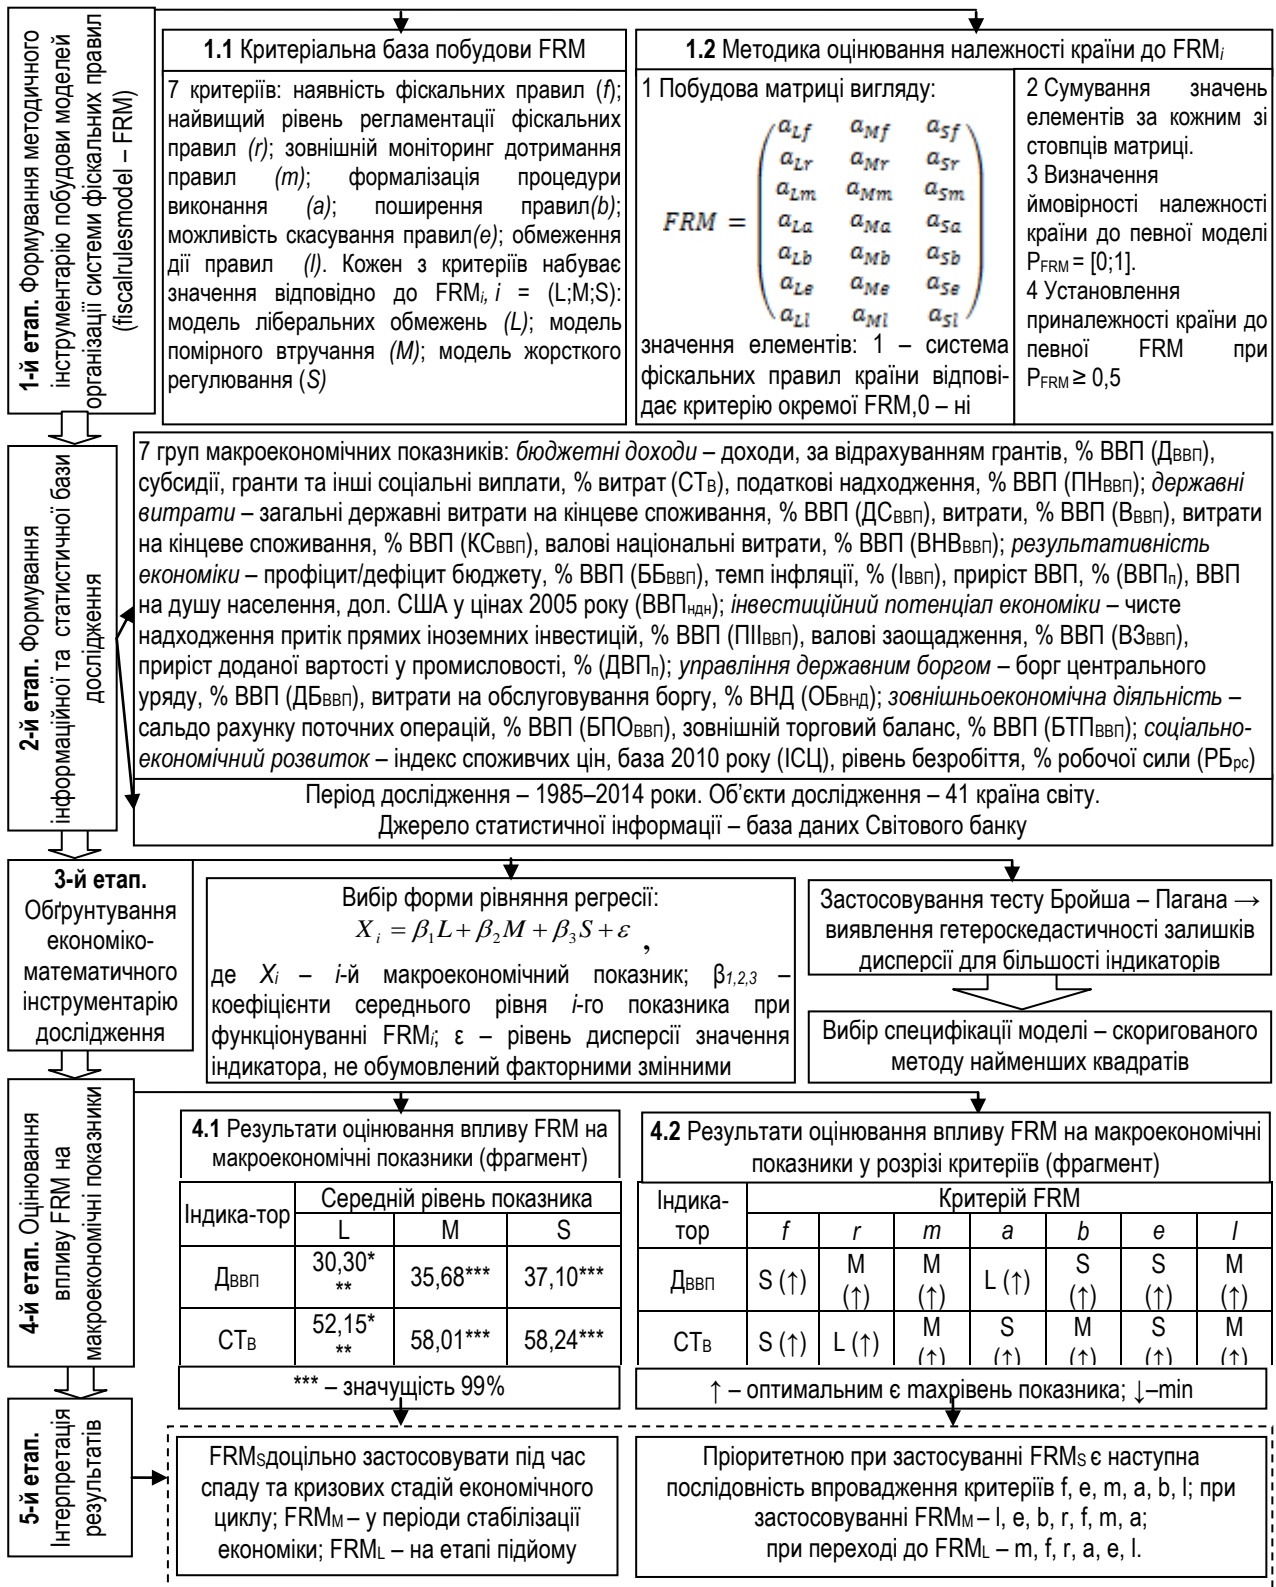 1-й етап. Формування методичного
інструментарію побудови моделей
організації системи фіскальних правил
(fiscalrulesmodel – FRM)
1.1 Критеріальна база побудови FRM
7 критеріїв: наявність фіскальних правил (f);
найвищий рівень регламентації фіскальних
правил (r); зовнішній моніторинг дотримання
правил (m); формалізація процедури
виконання (a); поширення правил(b);
можливість скасування правил(e); обмеження
дії правил (l). Кожен з критеріїв набуває
значення відповідно до FRMi, i = (L;M;S):
модель ліберальних обмежень (L); модель
помірного втручання (M); модель жорсткого
регулювання (S)
1.2 Методика оцінювання належності країни до FRMi
1 Побудова матриці вигляду:
aLf aMf aSf
aLr aMr aSr
aLm aMm aSm
FRM = aLa aMa aSa
aLb aMb aSb
aLe aMe aSe
aLl aMl aSl
значення елементів: 1 – система
фіскальних правил країни відпові-
дає критерію окремої FRM,0 – ні
2 Сумування значень
елементів за кожним зі
стовпців матриці.
3 Визначення
ймовірності належності
країни до певної моделі
PFRM = [0;1].
4 Установлення
приналежності країни до
певної FRM при
PFRM ≥ 0,5
2-й етап. Формування
інформаційної та статистичної бази
дослідження
7 груп макроекономічних показників: бюджетні доходи – доходи, за відрахуванням грантів, % ВВП (ДВВП),
субсидії, гранти та інші соціальні виплати, % витрат (СТВ), податкові надходження, % ВВП (ПНВВП); державні
витрати – загальні державні витрати на кінцеве споживання, % ВВП (ДСВВП), витрати, % ВВП (ВВВП), витрати
на кінцеве споживання, % ВВП (КСВВП), валові національні витрати, % ВВП (ВНВВВП); результативність
економіки – профіцит/дефіцит бюджету, % ВВП (ББВВП), темп інфляції, % (ІВВП), приріст ВВП, % (ВВПп), ВВП
на душу населення, дол. США у цінах 2005 року (ВВПндн); інвестиційний потенціал економіки – чисте
надходження притік прямих іноземних інвестицій, % ВВП (ПІІВВП), валові заощадження, % ВВП (ВЗВВП),
приріст доданої вартості у промисловості, % (ДВПп); управління державним боргом – борг центрального
уряду, % ВВП (ДБВВП), витрати на обслуговування боргу, % ВНД (ОБВНД); зовнішньоекономічна діяльність –
сальдо рахунку поточних операцій, % ВВП (БПОВВП), зовнішній торговий баланс, % ВВП (БТПВВП); соціально-
економічний розвиток – індекс споживчих цін, база 2010 року (ІСЦ), рівень безробіття, % робочої сили (РБрс)
Період дослідження – 1985–2014 роки. Об’єкти дослідження – 41 країна світу.
Джерело статистичної інформації – база даних Світового банку
3-й етап.
Обґрунтування
економіко-
математичного
інструментарію
дослідження
Вибір форми рівняння регресії:
Xi = β1L + β2M + β3S + ε ,
де Xi – i-й макроекономічний показник; β1,2,3 –
коефіцієнти середнього рівня i-го показника при
функціонуванні FRMi; ε – рівень дисперсії значення
індикатора, не обумовлений факторними змінними
Застосовування тесту Бройша – Пагана →
виявлення гетероскедастичності залишків
дисперсії для більшості індикаторів
Вибір специфікації моделі – скоригованого
методу найменших квадратів
4-й етап. Оцінювання
впливу FRM на
макроекономічні показники
4.1 Результати оцінювання впливу FRM на
макроекономічні показники (фрагмент)
Індика-тор Середній рівень показника
L M S
ДВВП 30,30*** 35,68*** 37,10***
СТВ 52,15*** 58,01*** 58,24***
*** – значущість 99%
4.2 Результати оцінювання впливу FRM на макроекономічні
показники у розрізі критеріїв (фрагмент)
Індика-тор Критерій FRM
f r m a b e l
ДВВП S (↑) M (↑) M (↑) L (↑) S (↑) S (↑) M (↑)
СТВ S (↑) L (↑) M (↑) S (↑) M (↑) S (↑) M (↑)
↑ – оптимальним є maxрівень показника; ↓–min
5-й етап.
Інтерпретація
результатів
FRMSдоцільно застосовувати під час
спаду та кризових стадій економічного
циклу; FRMM – у періоди стабілізації
економіки; FRML – на етапі підйому
Пріоритетною при застосуванні FRMS є наступна
послідовність впровадження критеріїв f, e, m, a, b, l; при
застосовуванні FRMM – l, e, b, r, f, m, a;
при переході до FRML – m, f, r, a, e, l.